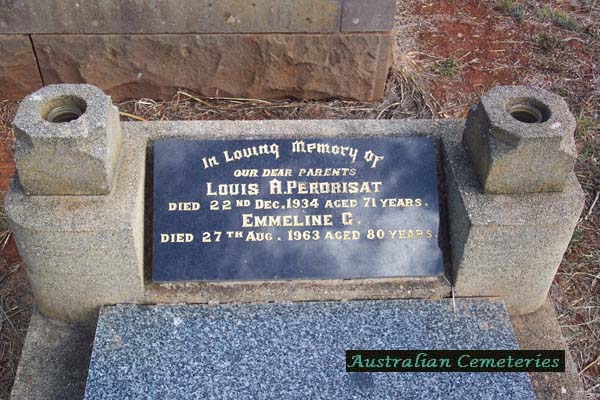 In Loving Memory Of
OUR DEAR PARENTS
LOUIS A. PERDRISAT
DIED 22ND DEC. 1934 AGED 71 YEARS.
EMMELINE C.
DIED 27TH AUG. 1963 AGED 80 YEARS
Australian Cemeteries